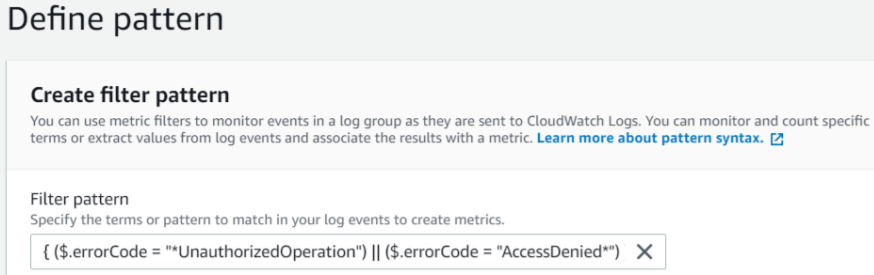 Define pattern
Create filter pattern
You can use metric filters to monitor events in a log group as they are sent to CloudWatch Logs. You can monitor and count specific
terms or extract values from log events and associate the results with a metric. Learn more about pattern syntax.
Filter pattern
Specify the terms or pattern to match in your log events to create metrics.
{ ($.errorCode = "*UnauthorizedOperation") || ($.errorCode = "AccessDenied*")